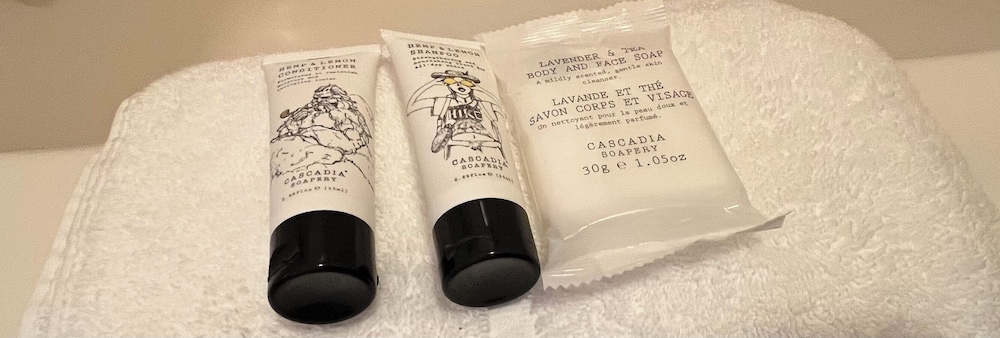 HEMP & LEMON
CONDITIONER
CASCADIA
SOAPERY
HEMP & LEMON
SHAMPOO
HIKE
CASCADIA
SOAPERY
LAVENDER & TEA
BODY AND FACE SOAP
A mildly scented, gentle skin
cleanser.
LAVANDE ET THÉ
SAVON CORPS ET VISAGE
Un nettoyant pour la peau doux et
légèrement parfumé.
CASCADIA
SOAPERY
30g e 1.05oz